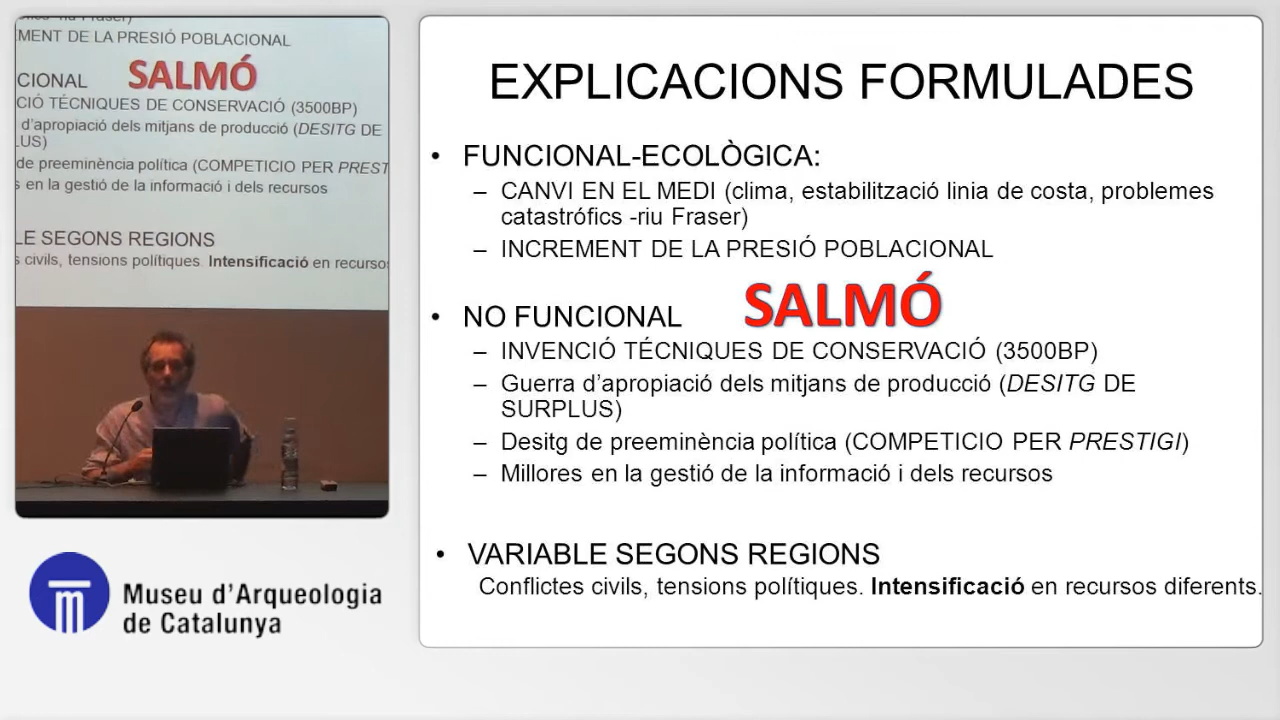 fics -riu Fraser)
MENT DE LA PRESIÓ POBLACIONAL
CIONAL SALMÓ
CIÓ TÉCNIQUES DE CONSERVACIÓ (3500BP)
d'apropiació dels mitjans de producció (DESITG DE
LUS)
de preeminència política (COMPETICIO PER PREST
s en la gestió de la informació i dels recursos
LE SEGONS REGIONS
s civils, tensions polítiques. Intensificació en recursos
Museu d'Arqueologia
de Catalunya
EXPLICACIONS FORMULADES
• FUNCIONAL-ECOLÒGICA:
– CANVI EN EL MEDI (clima, estabilització linia de costa, problemes
catastrófics -riu Fraser)
– INCREMENT DE LA PRESIÓ POBLACIONAL
• NO FUNCIONAL SALMÓ
– INVENCIÓ TÉCNIQUES DE CONSERVACIÓ (3500BP)
– Guerra d'apropiació dels mitjans de producció (DESITG DE
SURPLUS)
– Desitg de preeminència política (COMPETICIO PER PRESTIGI)
– Millores en la gestió de la informació i dels recursos
• VARIABLE SEGONS REGIONS
Conflictes civils, tensions polítiques. Intensificació en recursos diferents.